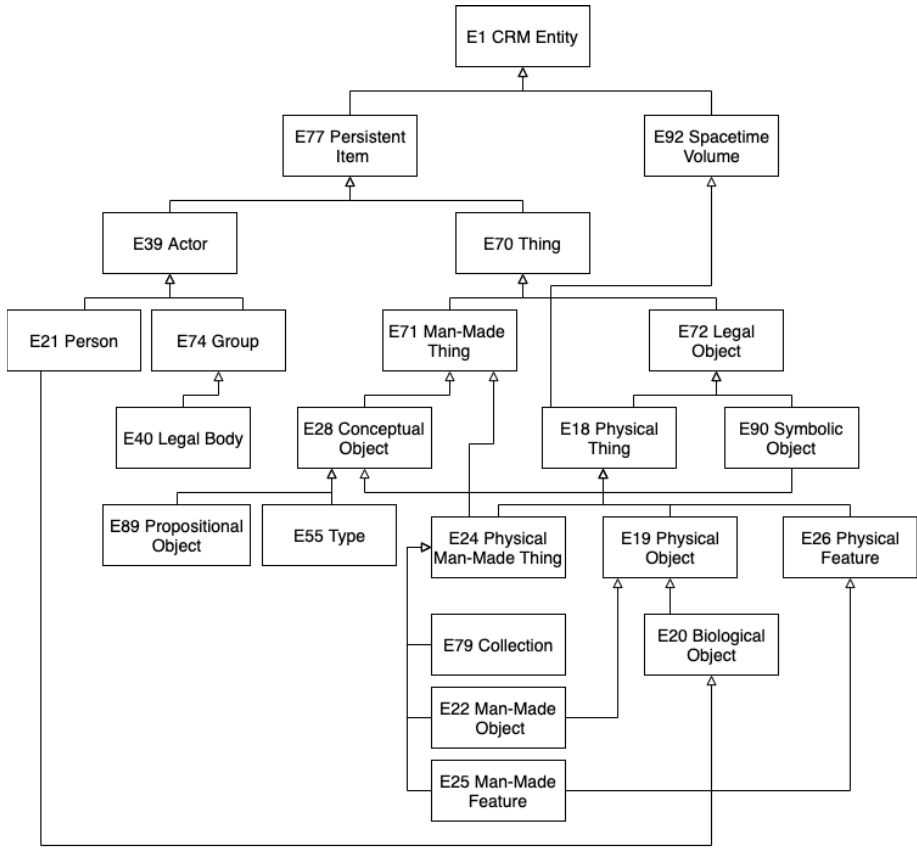 E1 CRM Entity
E77 Persistent
Item
E92 Spacetime
Volume
E39 Actor
E70 Thing
E21 Person
E74 Group
E71 Man-Made
Thing
E72 Legal
Object
E40 Legal Body
E28 Conceptual
Object
E18 Physical
Thing
E90 Symbolic
Object
E89 Propositional
Object
E55 Type
E24 Physical
Man-Made Thing
E19 Physical
Object
E26 Physical
Feature
E79 Collection
E20 Biological
Object
E22 Man-Made
Object
E25 Man-Made
Feature